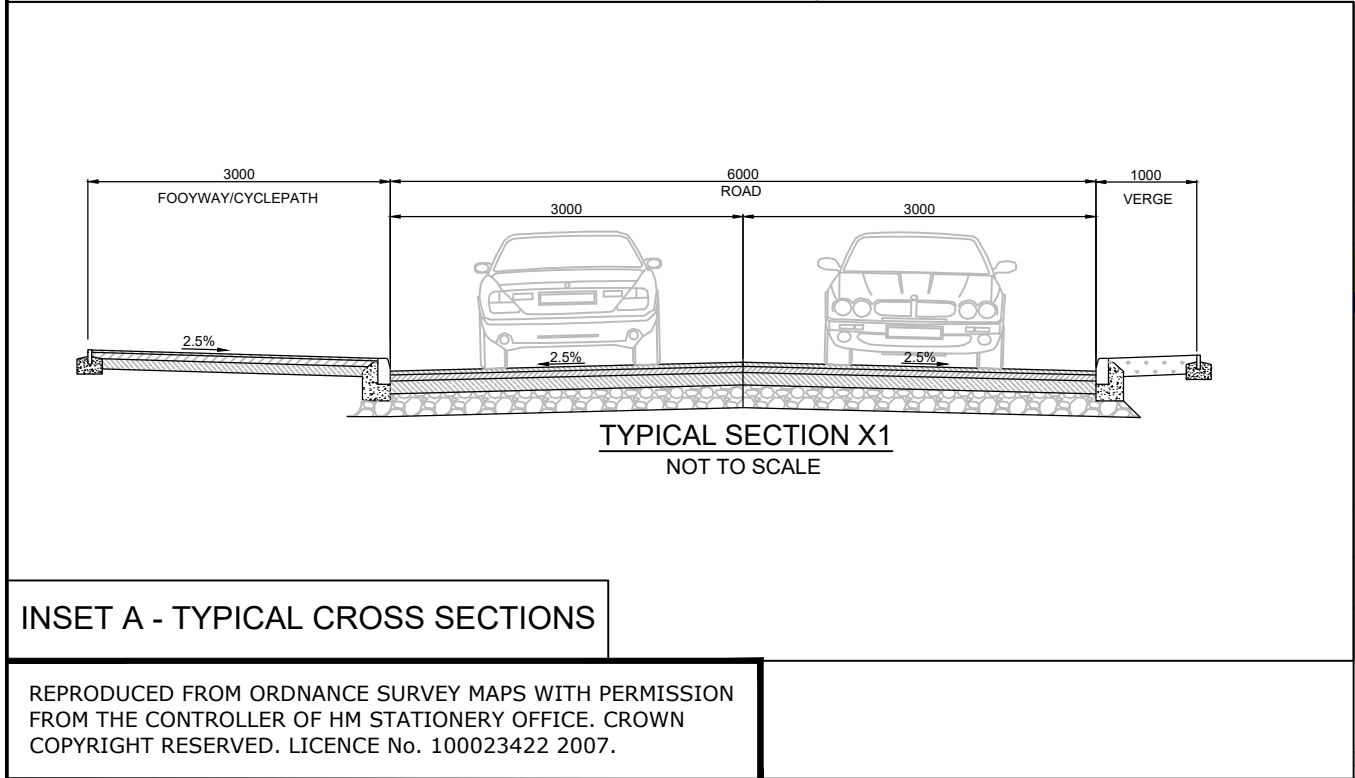 3000
6000
1000
FOOYWAY/CYCLEPATH
ROAD
VERGE
3000
3000
2.5%
2.5%
2.5%
TYPICAL SECTION X1
NOT TO SCALE
INSET A - TYPICAL CROSS SECTIONS
REPRODUCED FROM ORDNANCE SURVEY MAPS WITH PERMISSION
FROM THE CONTROLLER OF HM STATIONERY OFFICE. CROWN
COPYRIGHT RESERVED. LICENCE No. 100023422 2007.